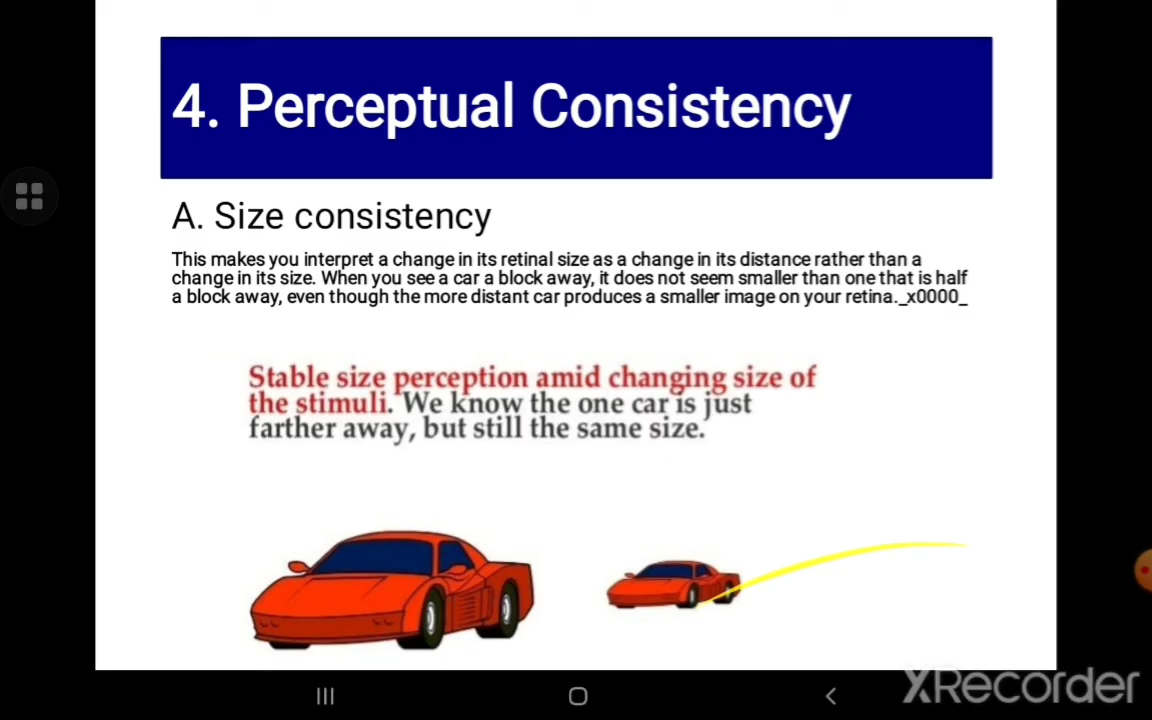 4. Perceptual Consistency
A. Size consistency
This makes you interpret a change in its retinal size as a change in its distance rather than a
change in its size. When you see a car a block away, it does not seem smaller than one that is half
a block away, even though the more distant car produces a smaller image on your retina._x0000_
Stable size perception amid changing size of
the stimuli. We know the one car is just
farther away, but still the same size.
XRecorder